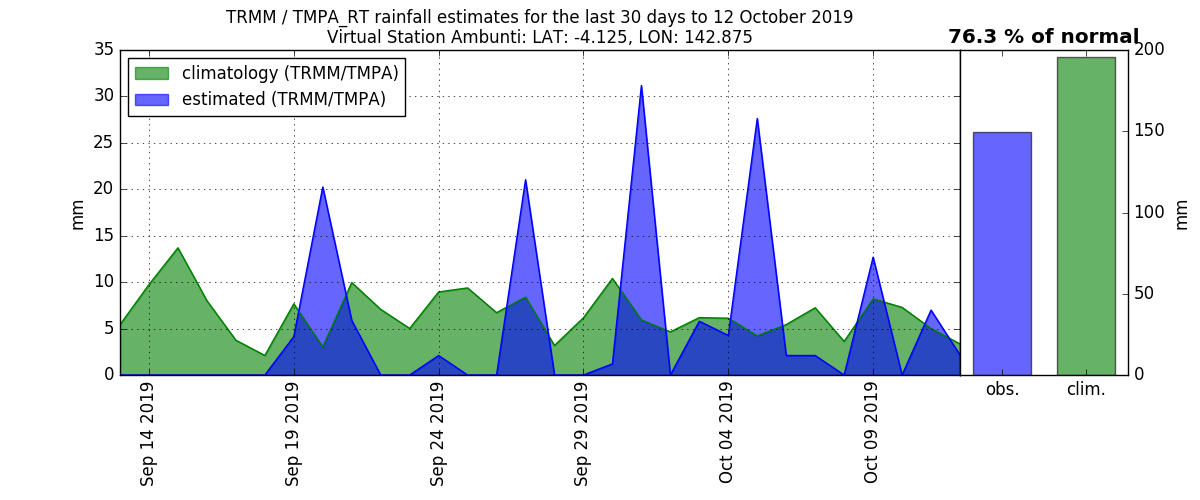 TRMM / TMPA_RT rainfall estimates for the last 30 days to 12 October 2019
Virtual Station Ambunti: LAT: -4.125, LON: 142.875
76.3 % of normal
climatology (TRMM/TMPA)
estimated (TRMM/TMPA)
mm
35
30
25
20
15
10
5
0
Sep 14 2019
Sep 19 2019
Sep 24 2019
Sep 29 2019
Oct 04 2019
Oct 09 2019
obs.
clim.
200
150
100
50
0
mm